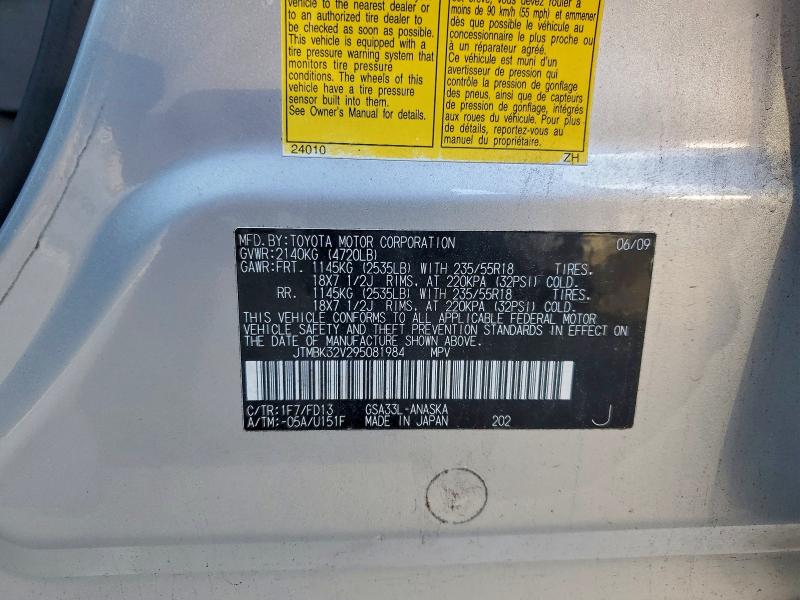 vehicle to the nearest dealer or
to an authorized tire dealer to
be checked as soon as possible.
This vehicle is equipped with a
tire pressure warning system that
monitors tire pressure
conditions. The wheels of this
vehicle have a tire pressure
sensor built into them.
See Owner's Manual for details.
24010
vous devez rouler à
moins de 90 km/h (55 mph) et emmener
dès que possible le véhicule au
concessionnaire le plus proche ou
à un réparateur agréé.
Ce véhicule est muni d'un
avertisseur de pression qui
contrôle la pression de gonflage
des pneus, ainsi que de capteurs
de pression de gonflage, intégrés
aux roues du véhicule. Pour plus
de détails, reportez-vous au
manuel du propriétaire.
ZH
MFD.BY:TOYOTA MOTOR CORPORATION 06/09
GVWR:2140KG (4720LB)
GAWR:FRT. 1145KG (2535LB) WITH 235/55R18 TIRES.
18X7 1/2J RIMS. AT 220KPA (32PSI) COLD.
RR. 1145KG (2535LB) WITH 235/55R18 TIRES.
18X7 1/2J RIMS. AT 220KPA (32PSI) COLD.
THIS VEHICLE CONFORMS TO ALL APPLICABLE FEDERAL MOTOR
VEHICLE SAFETY AND THEFT PREVENTION STANDARDS IN EFFECT ON
THE DATE OF MANUFACTURE SHOWN ABOVE.
JTMBK32V295081984 MPV
C/TR:1F7/FD13 GSA33L-ANASKA
A/TM:-05A/U151F MADE IN JAPAN 202 J